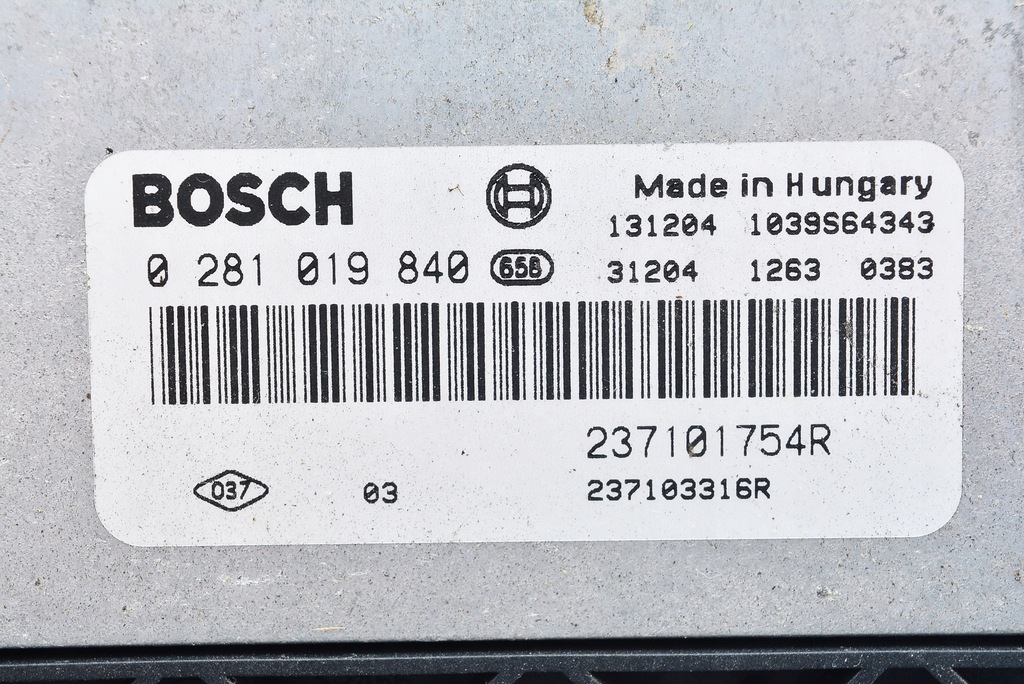 BOSCH
Made in Hungary
131204 1039S64343
0 281 019 840 658 31204 1263 0383
237101754R
037 03 237103316R